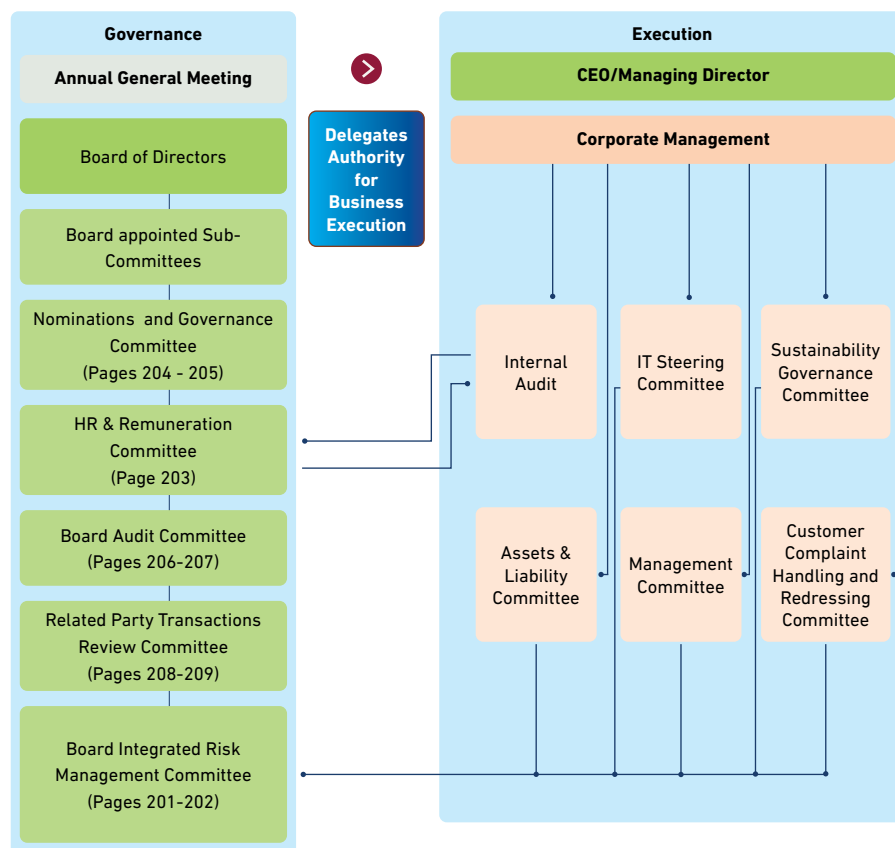 Governance
Annual General Meeting
Board of Directors
Board appointed Sub-
Committees
Nominations and Governance
Committee
(Pages 204 - 205)
HR & Remuneration
Committee
(Page 203)
Board Audit Committee
(Pages 206-207)
Related Party Transactions
Review Committee
(Pages 208-209)
Board Integrated Risk
Management Committee
(Pages 201-202)
Delegates
Authority
for
Business
Execution
Execution
CEO/Managing Director
Corporate Management
Internal
Audit
IT Steering
Committee
Sustainability
Governance
Committee
Assets &
Liability
Committee
Management
Committee
Customer
Complaint
Handling and
Redressing
Committee